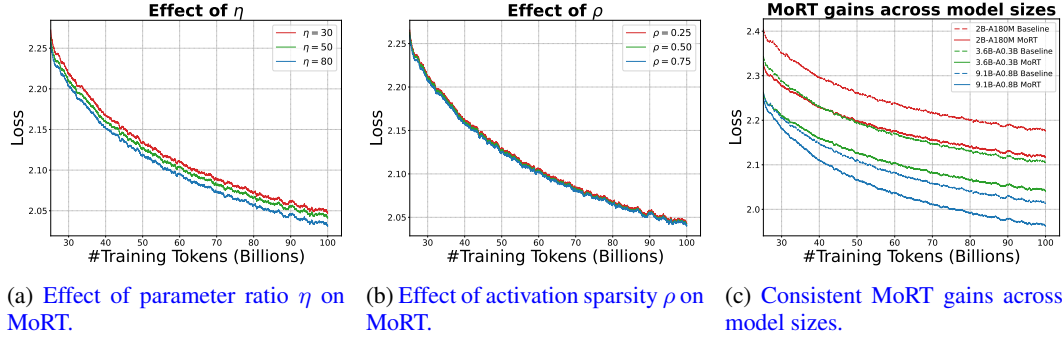 Effect of η
η = 30
η = 50
η = 80
2.25
2.20
2.15
2.10
2.05
Loss
30 40 50 60 70 80 90 100
#Training Tokens (Billions)
(a) Effect of parameter ratio η on
MoRT.
Effect of ρ
ρ = 0.25
ρ = 0.50
ρ = 0.75
2.25
2.20
2.15
2.10
2.05
Loss
30 40 50 60 70 80 90 100
#Training Tokens (Billions)
(b) Effect of activation sparsity ρ on
MoRT.
MoRT gains across model sizes
2B-A180M Baseline
2B-A180M MoRT
3.6B-A0.3B Baseline
3.6B-A0.3B MoRT
9.1B-A0.8B Baseline
9.1B-A0.8B MoRT
2.4
2.3
2.2
2.1
2.0
Loss
30 40 50 60 70 80 90 100
#Training Tokens (Billions)
(c) Consistent MoRT gains across
model sizes.